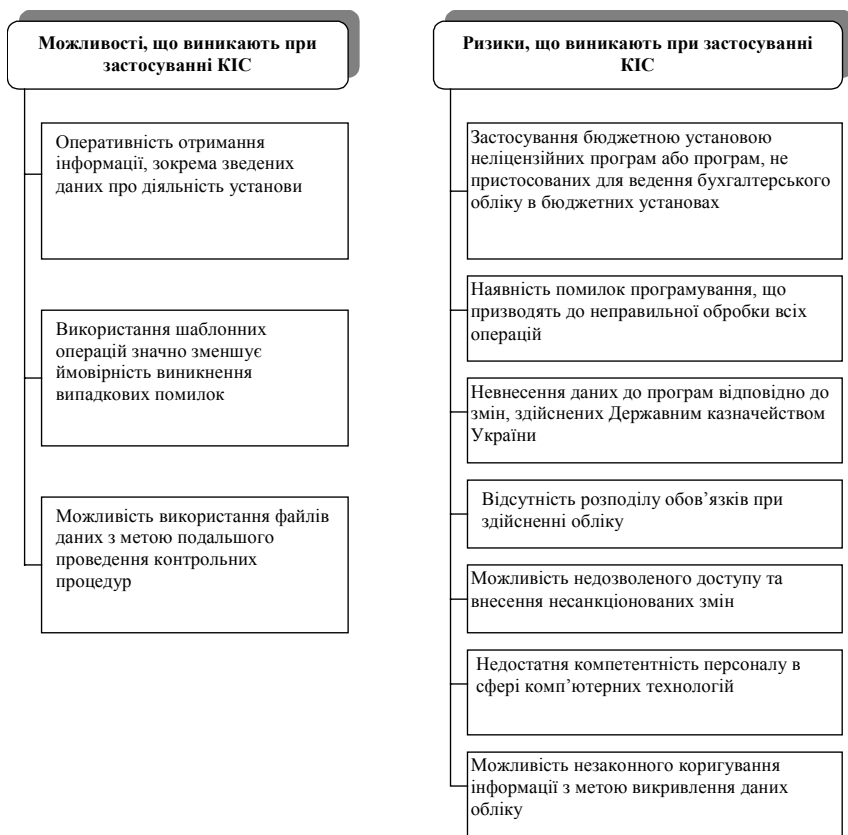 Можливості, що виникають при
застосуванні КІС
Оперативність отримання
інформації, зокрема зведених
даних про діяльність установи
Використання шаблонних
операцій значно зменшує
ймовірність виникнення
випадкових помилок
Можливість використання файлів
даних з метою подальшого
проведення контрольних
процедур
Ризики, що виникають при застосуванні
КІС
Застосування бюджетною установою
неліцензійних програм або програм, не
пристосованих для ведення бухгалтерського
обліку в бюджетних установах
Наявність помилок програмування, що
призводять до неправильної обробки всіх
операцій
Невнесення даних до програм відповідно до
змін, здійснених Державним казначейством
України
Відсутність розподілу обов’язків при
здійсненні обліку
Можливість недозволеного доступу та
внесення несанкціонованих змін
Недостатня компетентність персоналу в
сфері комп’ютерних технологій
Можливість незаконного коригування
інформації з метою викривлення даних
обліку